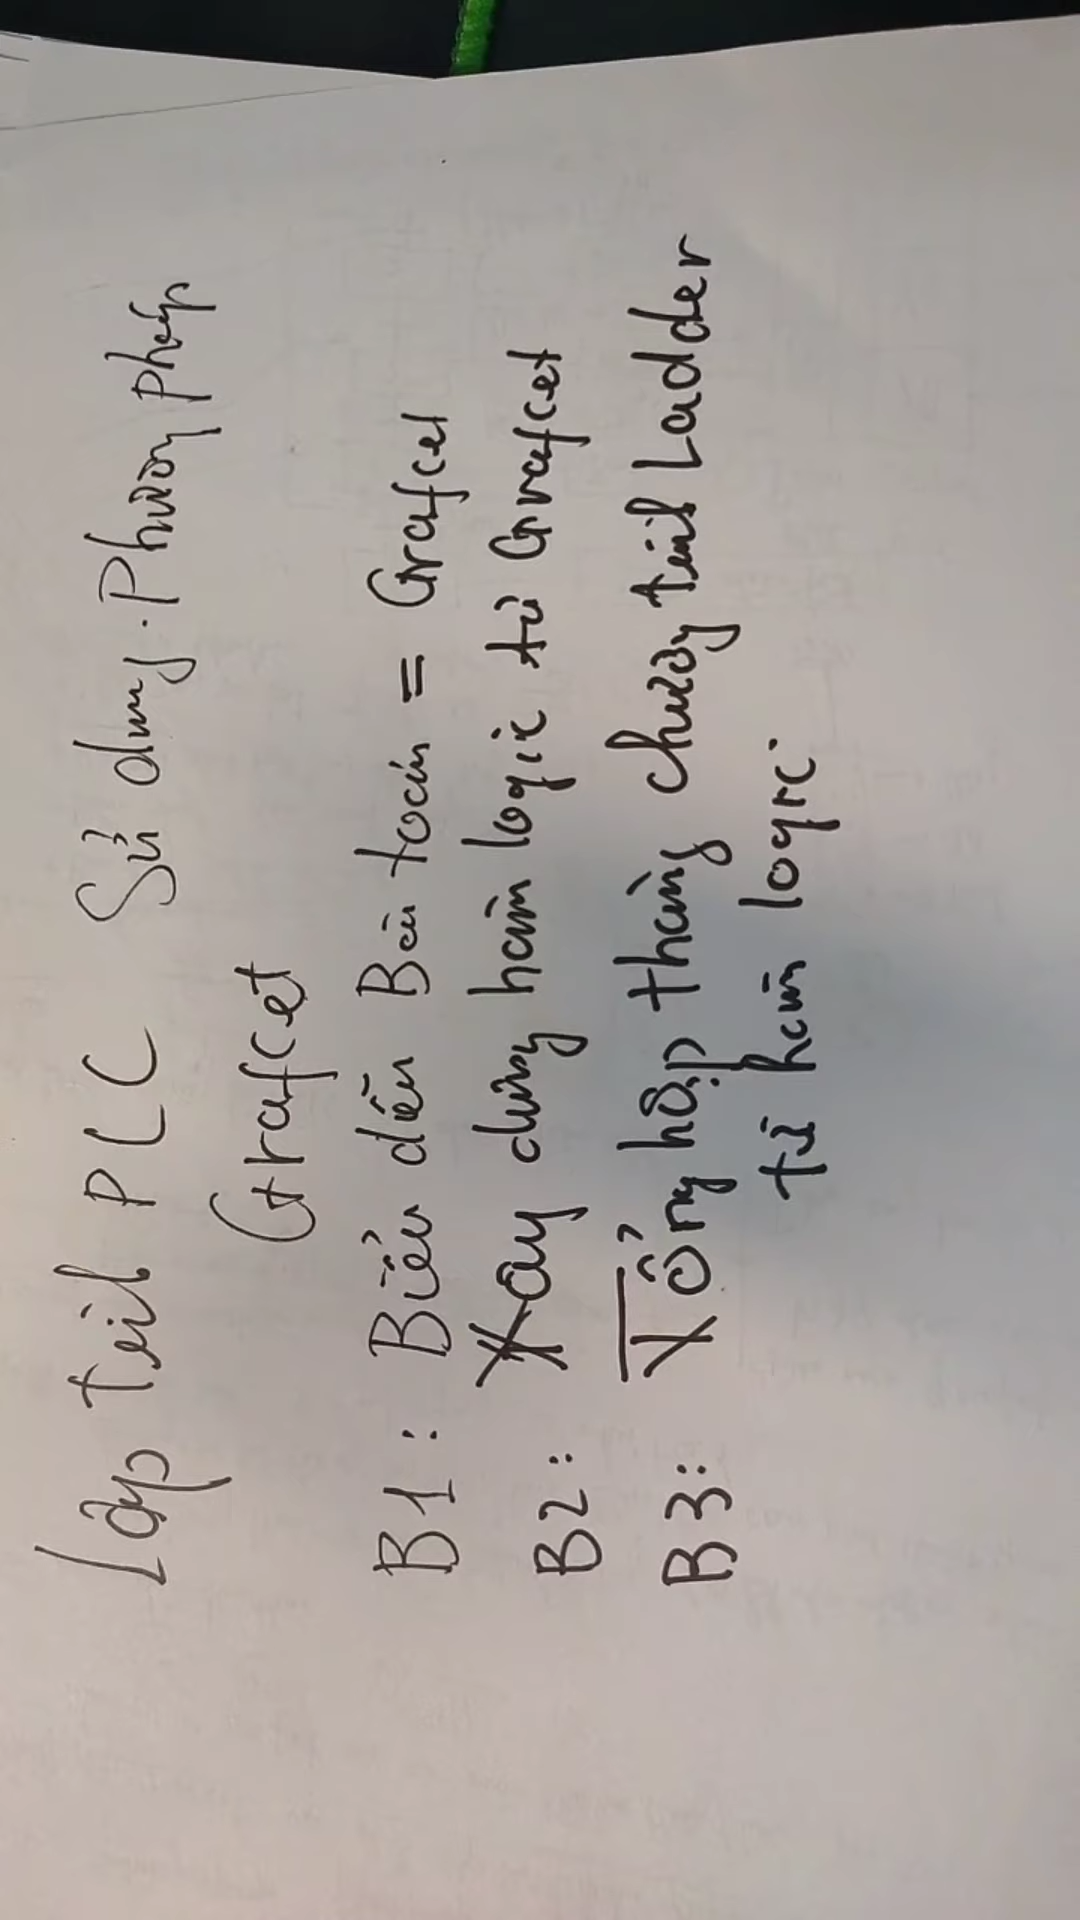 Lập trình PLC Sử dụng Phương pháp
Grafcet
B1: Biểu diễn Bài toán = Grafcet
B2: Xây dựng hàm logic từ Grafcet
B3: Tổng hợp thành chương trình Ladder
từ hàm logic.